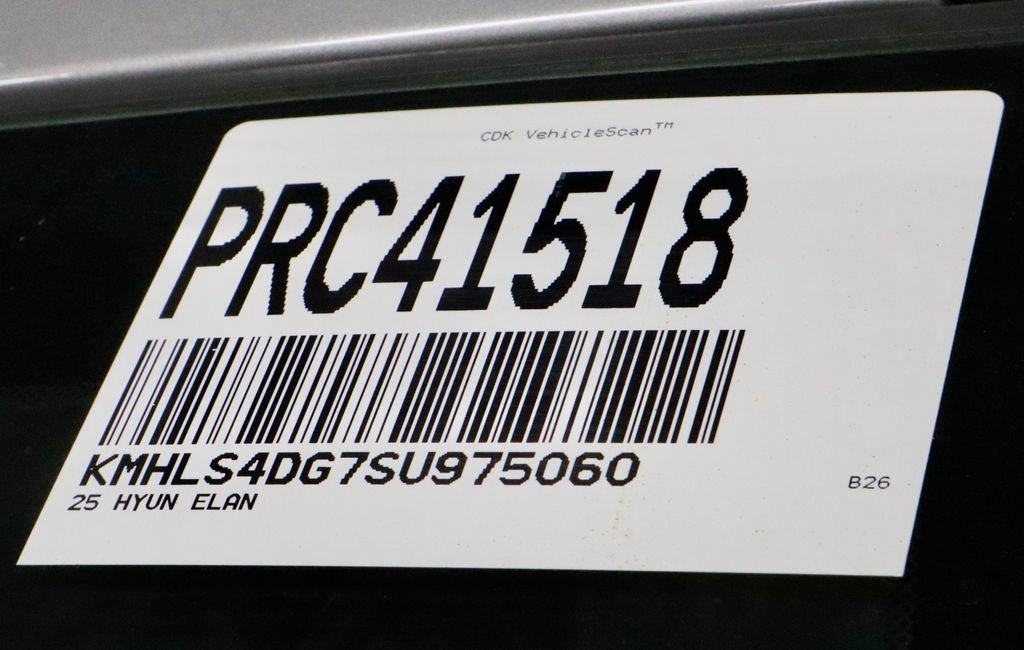 CDK VehicleScan™
PRC41518
KMHLS4DG7SU975060
25 HYUN ELAN
B26